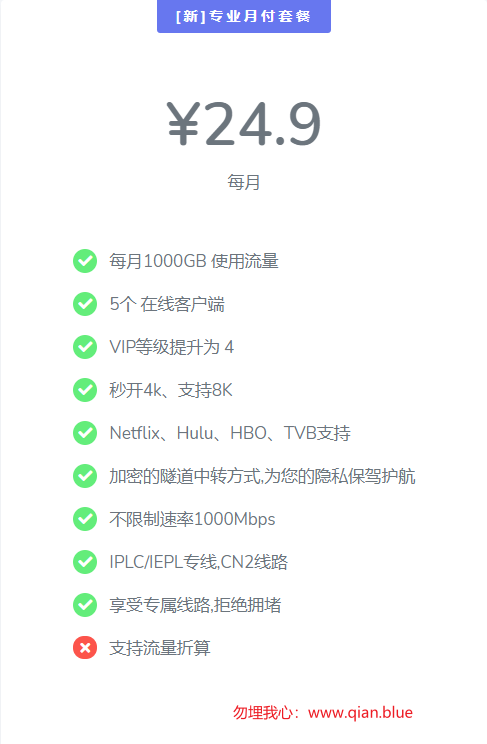 [新]专业月付套餐
¥24.9
每月
每月1000GB 使用流量
5个 在线客户端
VIP等级提升为 4
秒开4k、支持8K
Netflix、Hulu、HBO、TVB支持
加密的隧道中转方式,为您的隐私保驾护航
不限制速率1000Mbps
IPLC/IEPL专线,CN2线路
享受专属线路,拒绝拥堵
支持流量折算
勿埋我心：www.qian.blue